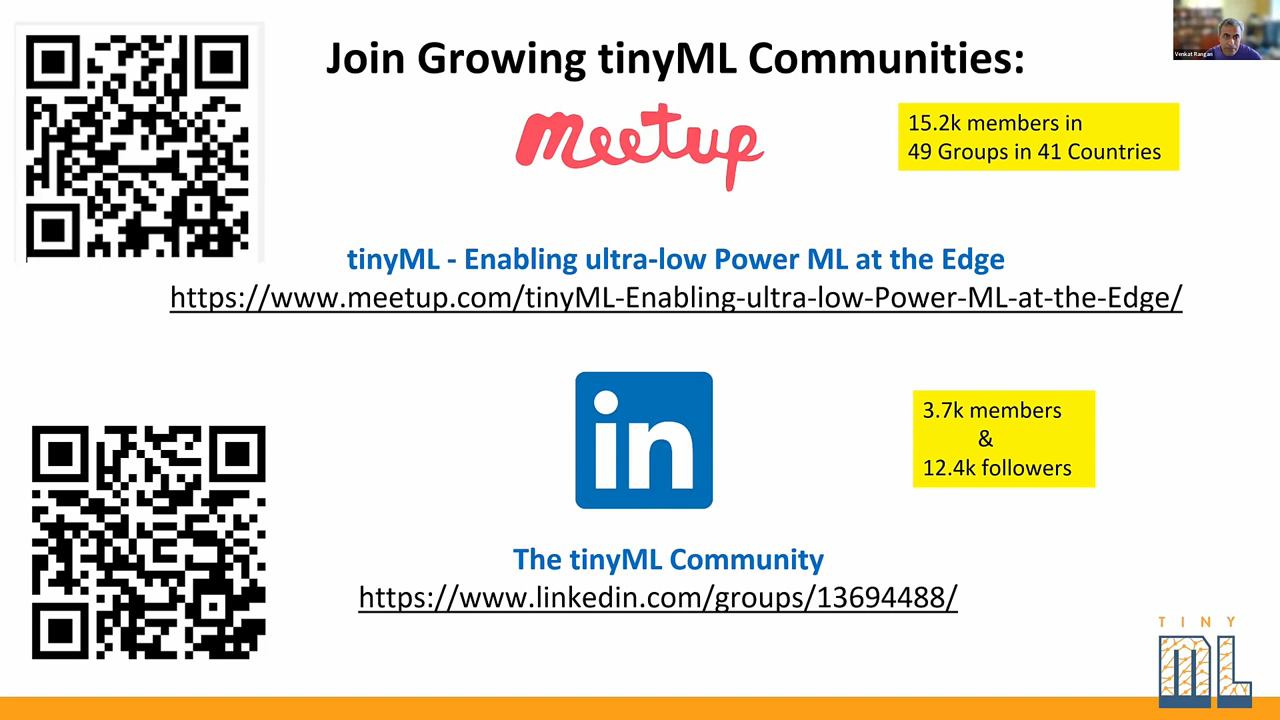 Join Growing tinyML Communities:
Venkat Rangan
meetup
15.2k members in
49 Groups in 41 Countries
tinyML - Enabling ultra-low Power ML at the Edge
https://www.meetup.com/tinyML-Enabling-ultra-low-Power-ML-at-the-Edge/
in
3.7k members
&
12.4k followers
The tinyML Community
https://www.linkedin.com/groups/13694488/
TINY
ML